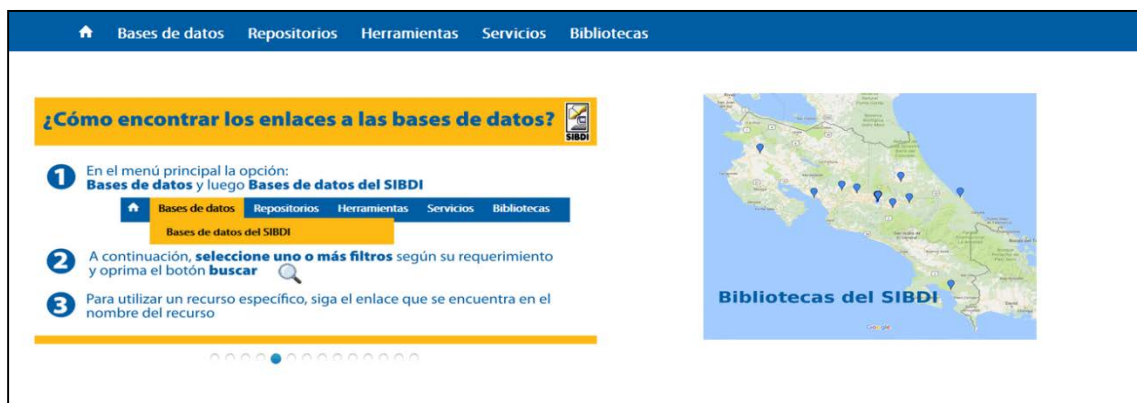 Bases de datos Repositorios Herramientas Servicios Bibliotecas
¿Cómo encontrar los enlaces a las bases de datos?
SIBDI
1 En el menú principal la opción:
Bases de datos y luego Bases de datos del SIBDI
Bases de datos Repositorios Herramientas Servicios Bibliotecas
Bases de datos del SIBDI
2 A continuación, seleccione uno o más filtros según su requerimiento
y oprima el botón buscar
3 Para utilizar un recurso específico, siga el enlace que se encuentra en el
nombre del recurso
Bibliotecas del SIBDI
Google